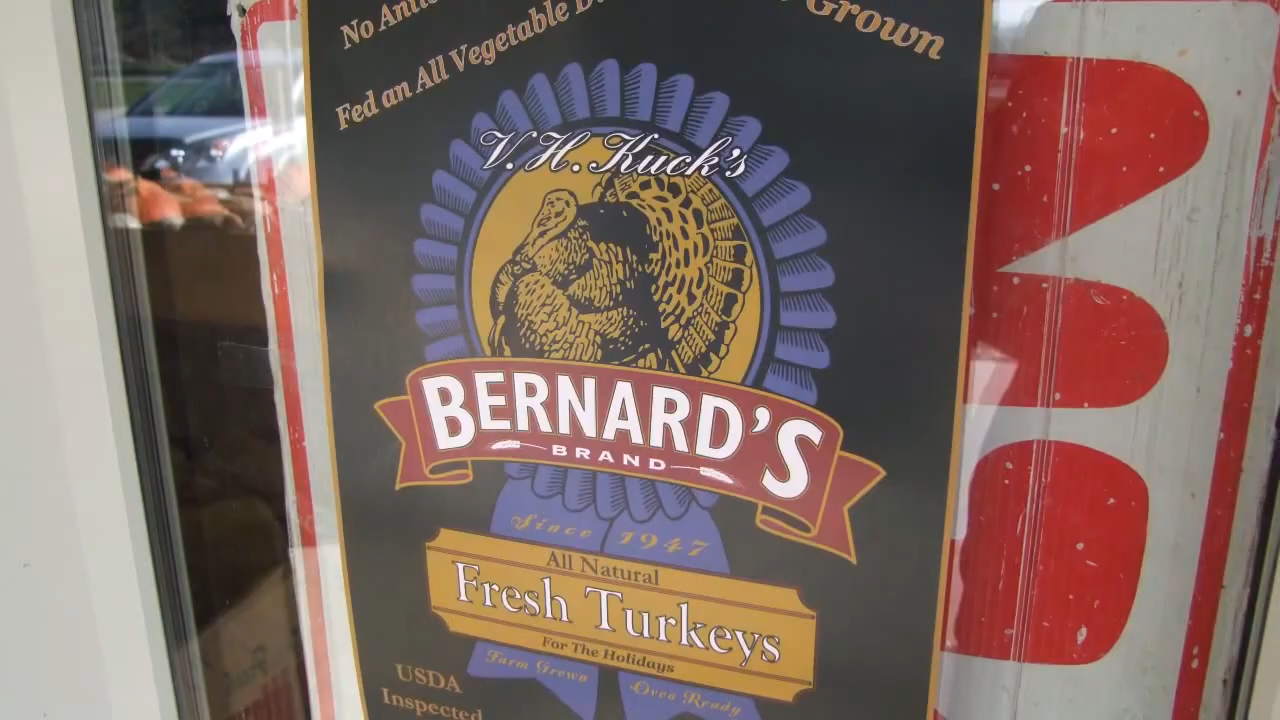 No
Grown
Fed an All Vegetable
V. H. Kuck's
BERNARD'S
BRAND
Since 1947
All Natural
Fresh Turkeys
For The Holidays
Farm Grown
Oven Ready
USDA
Inspected